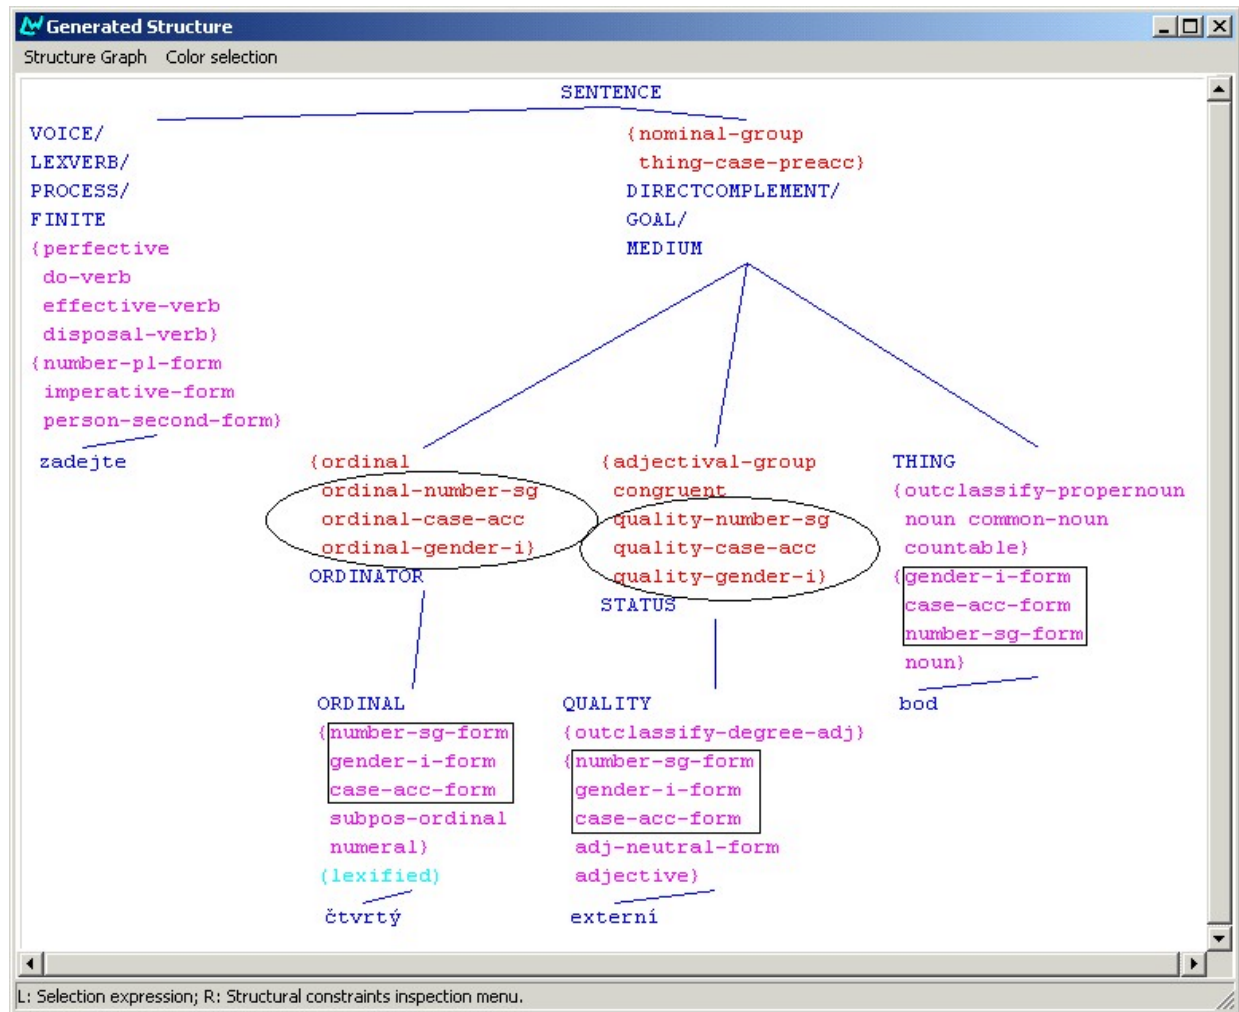 Generated Structure
Structure Graph Color selection
SENTENCE
VOICE/
LEXVERB/
PROCESS/
FINITE
{perfective
do-verb
effective-verb
disposal-verb}
{number-pl-form
imperative-form
person-second-form}
zadejte
{nominal-group
thing-case-preacc}
DIRECTCOMPLEMENT/
GOAL/
MEDIUM
{ordinal
ordinal-number-sg
ordinal-case-acc
ordinal-gender-i}
ORDINATOR
ORDINAL
{number-sg-form
gender-i-form
case-acc-form
subpos-ordinal
numeral}
(lexified)
čtvrtý
{adjectival-group
congruent
quality-number-sg
quality-case-acc
quality-gender-i}
STATUS
QUALITY
{outclassify-degree-adj}
{number-sg-form
gender-i-form
case-acc-form
adj-neutral-form
adjective}
externí
THING
{outclassify-propernoun
noun common-noun
countable}
{gender-i-form
case-acc-form
number-sg-form
noun}
bod
L: Selection expression; R: Structural constraints inspection menu.